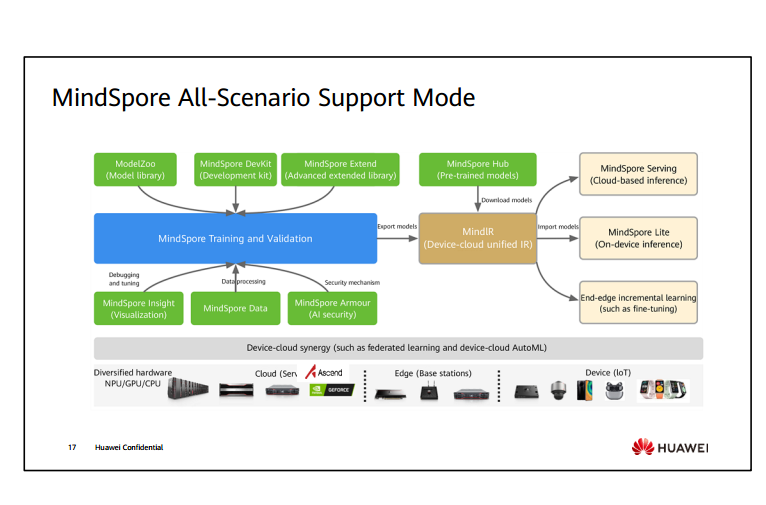 MindSpore All-Scenario Support Mode
ModelZoo
(Model library)
MindSpore DevKit
(Development kit)
MindSpore Extend
(Advanced extended library)
MindSpore Hub
(Pre-trained models)
MindSpore Serving
(Cloud-based inference)
Download models
MindSpore Training and Validation
Export models
MindIR
(Device-cloud unified IR)
Import models
MindSpore Lite
(On-device inference)
Debugging
and tuning
Data processing
Security mechanism
MindSpore Insight
(Visualization)
MindSpore Data
MindSpore Armour
(AI security)
End-edge incremental learning
(such as fine-tuning)
Device-cloud synergy (such as federated learning and device-cloud AutoML)
Diversified hardware
NPU/GPU/CPU
Cloud (Serv
Ascend
NVIDIA GEFORCE
Edge (Base stations)
Device (IoT)
17 Huawei Confidential
HUAWEI